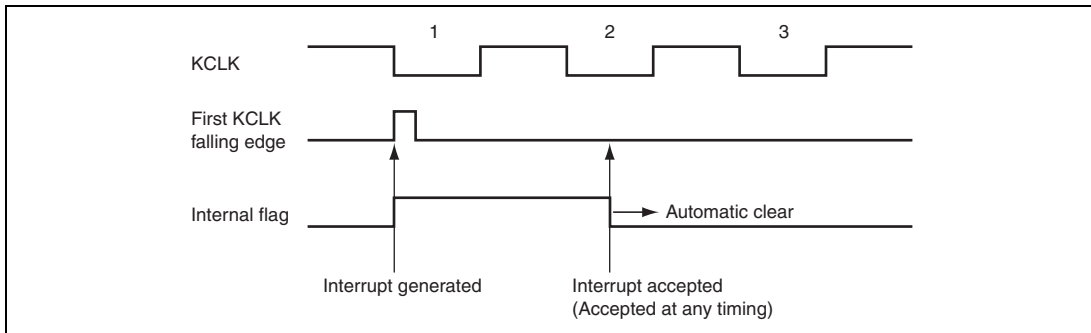 1 2 3
KCLK
First KCLK
falling edge
Internal flag
Automatic clear
Interrupt generated
Interrupt accepted
(Accepted at any timing)